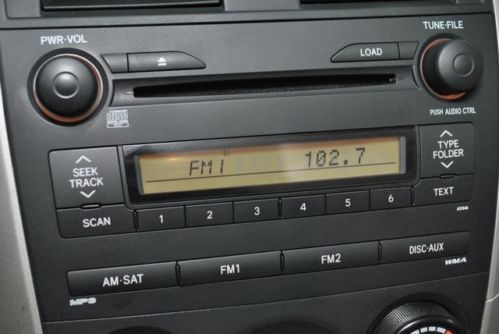 PWR·VOL
LOAD
TUNE·FILE
PUSH AUDIO CTRL
SEEK
TRACK
FM1 102.7
TYPE
FOLDER
SCAN
1 2 3 4 5 6
TEXT
AM·SAT
FM1
FM2
DISC·AUX
MP3
WMA